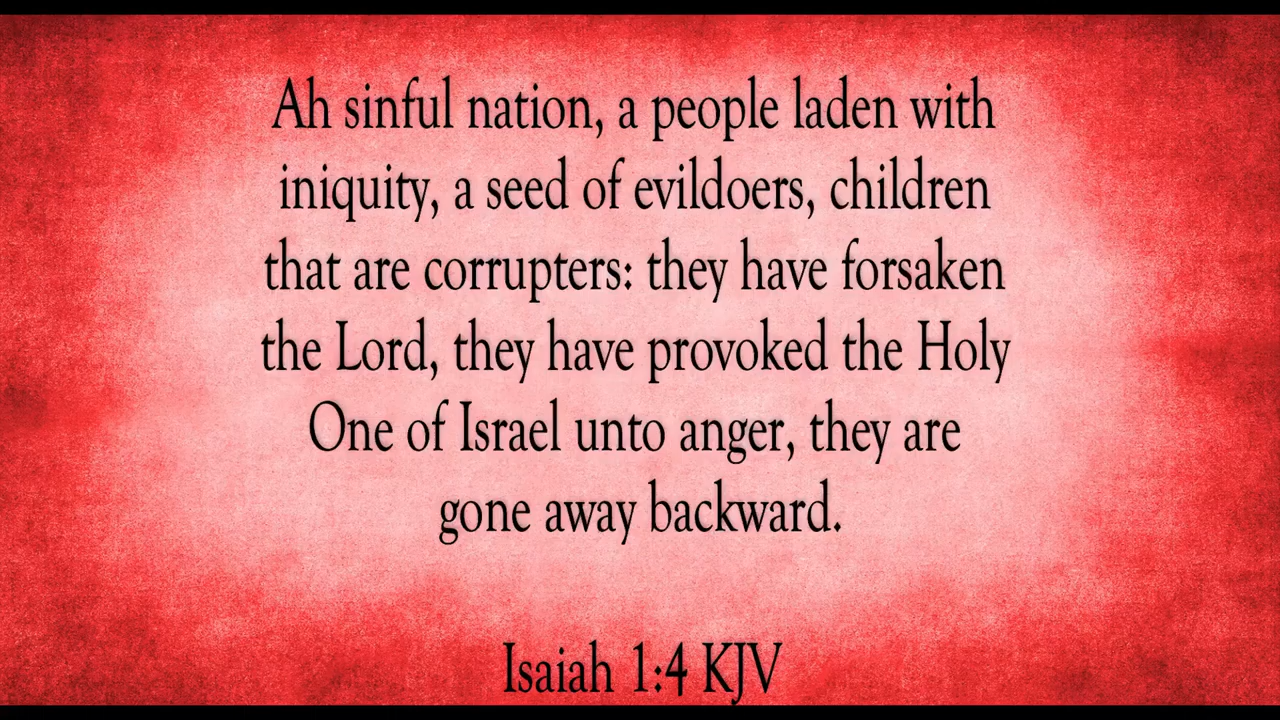 Ah sinful nation, a people laden with
iniquity, a seed of evildoers, children
that are corrupters: they have forsaken
the Lord, they have provoked the Holy
One of Israel unto anger, they are
gone away backward.
Isaiah 1:4 KJV